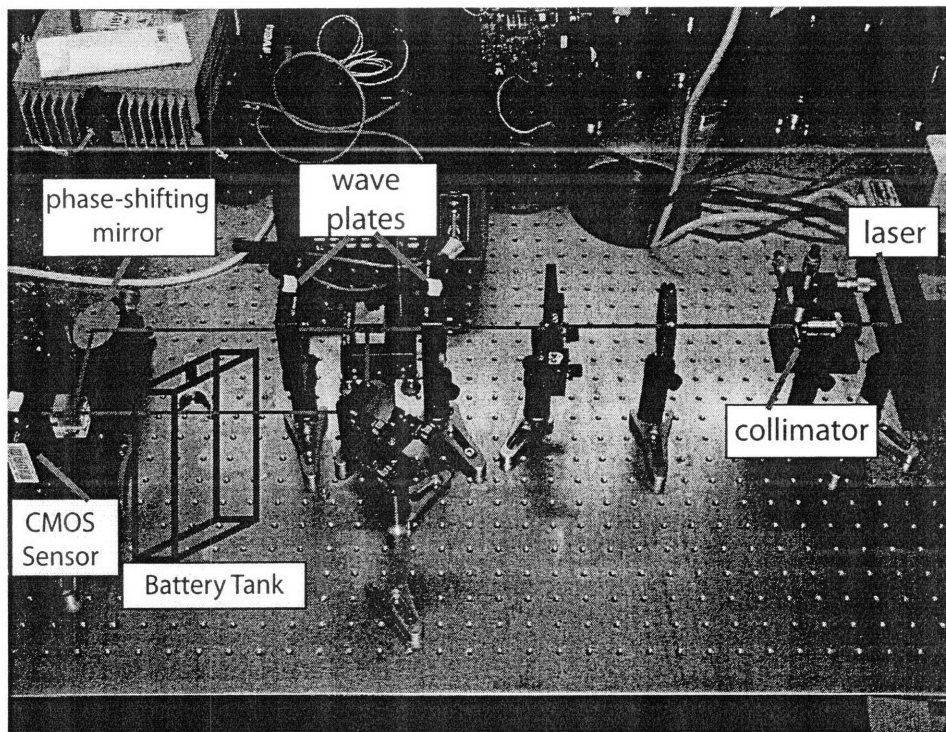 phase-shifting
mirror
wave
plates
laser
collimator
CMOS
Sensor
Battery Tank